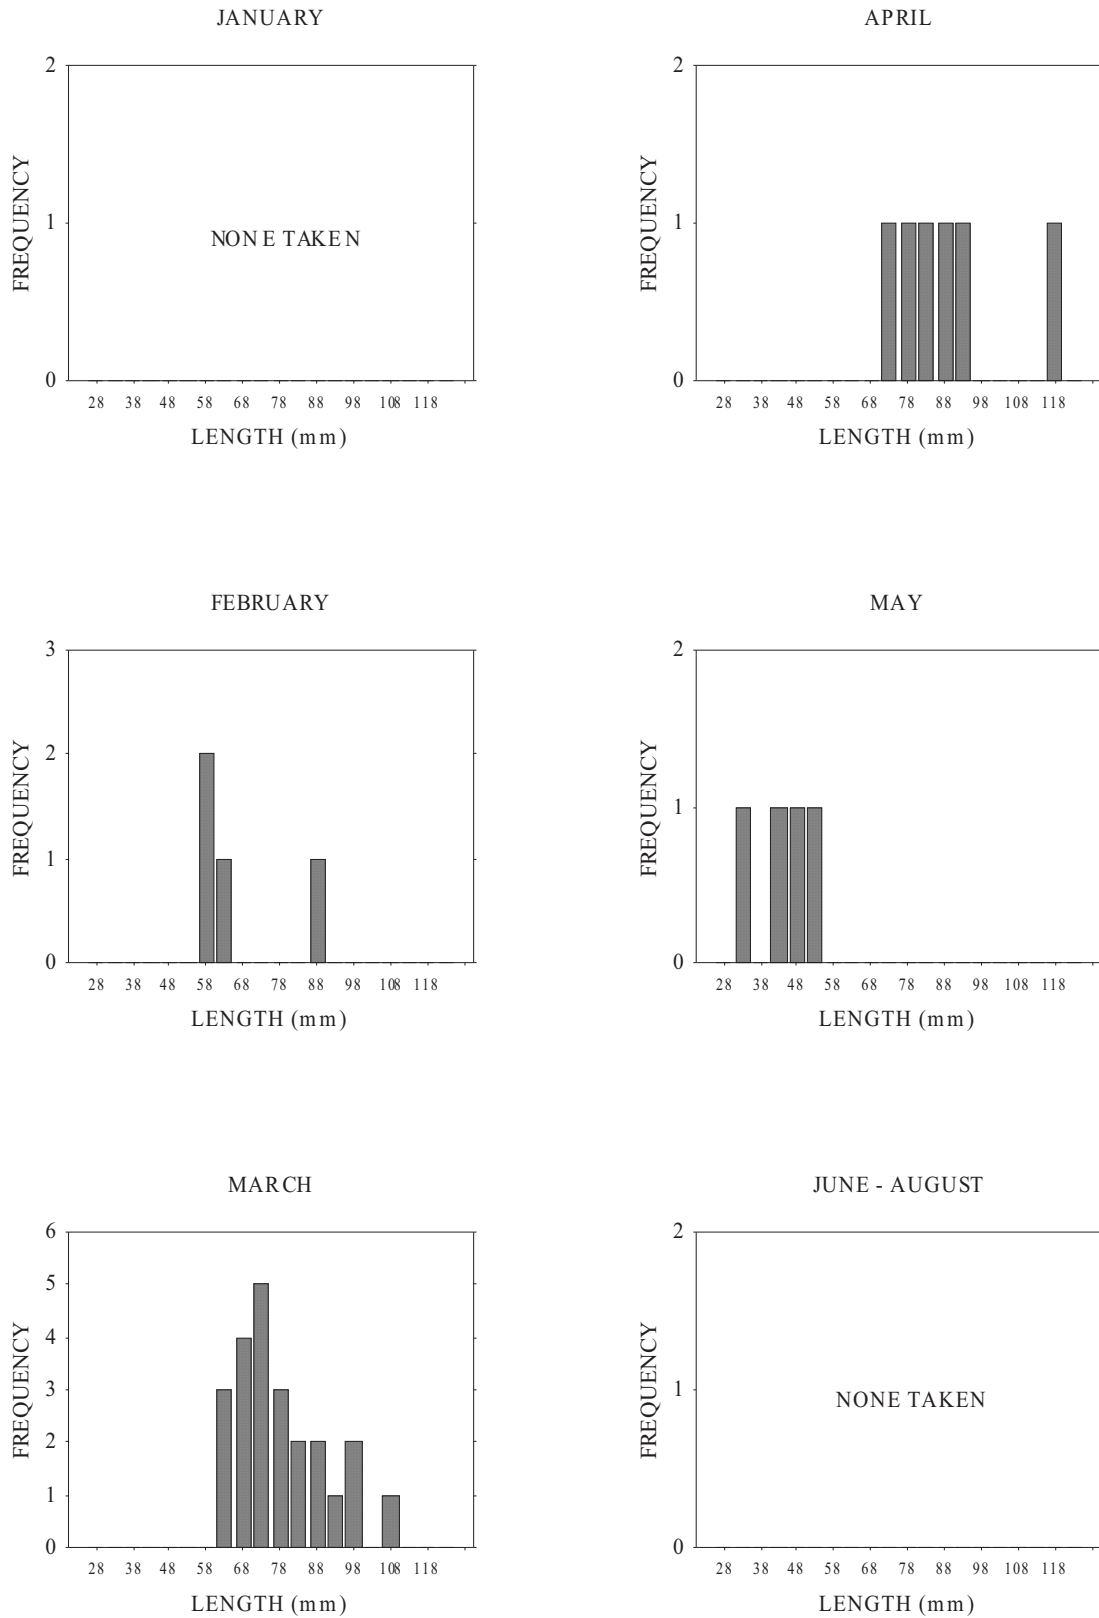 JANUARY
2
1
0
FREQUENCY
NONE TAKEN
28 38 48 58 68 78 88 98 108 118
LENGTH (mm)
APRIL
2
1
0
FREQUENCY
28 38 48 58 68 78 88 98 108 118
LENGTH (mm)
FEBRUARY
3
2
1
0
FREQUENCY
28 38 48 58 68 78 88 98 108 118
LENGTH (mm)
MAY
2
1
0
FREQUENCY
28 38 48 58 68 78 88 98 108 118
LENGTH (mm)
MARCH
6
5
4
3
2
1
0
FREQUENCY
28 38 48 58 68 78 88 98 108 118
LENGTH (mm)
JUNE - AUGUST
2
1
0
FREQUENCY
NONE TAKEN
28 38 48 58 68 78 88 98 108 118
LENGTH (mm)